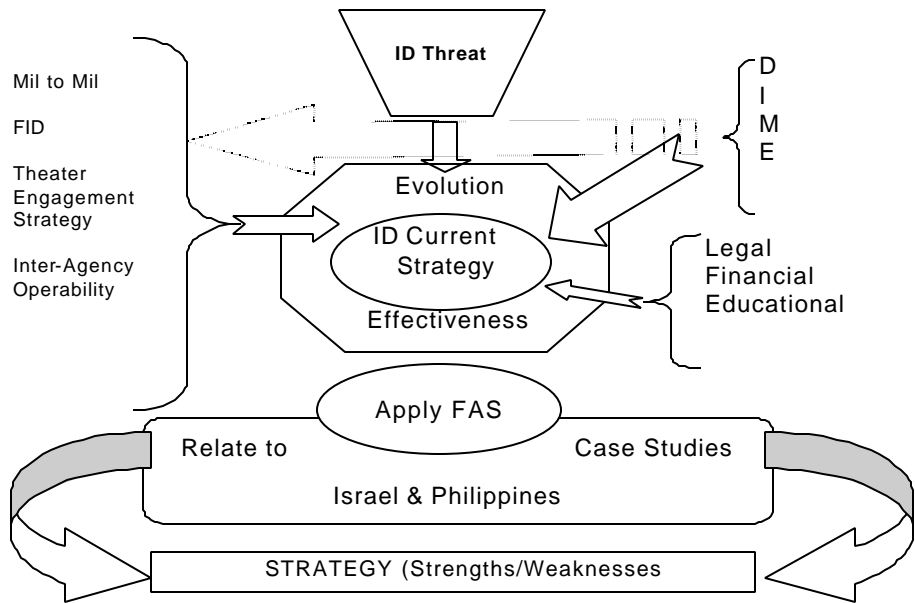 ID Threat
Mil to Mil
FID
Theater
Engagement
Strategy
Inter-Agency
Operability
D
I
M
E
Evolution
ID Current
Strategy
Effectiveness
Legal
Financial
Educational
Apply FAS
Relate to
Case Studies
Israel & Philippines
STRATEGY (Strengths/Weaknesses